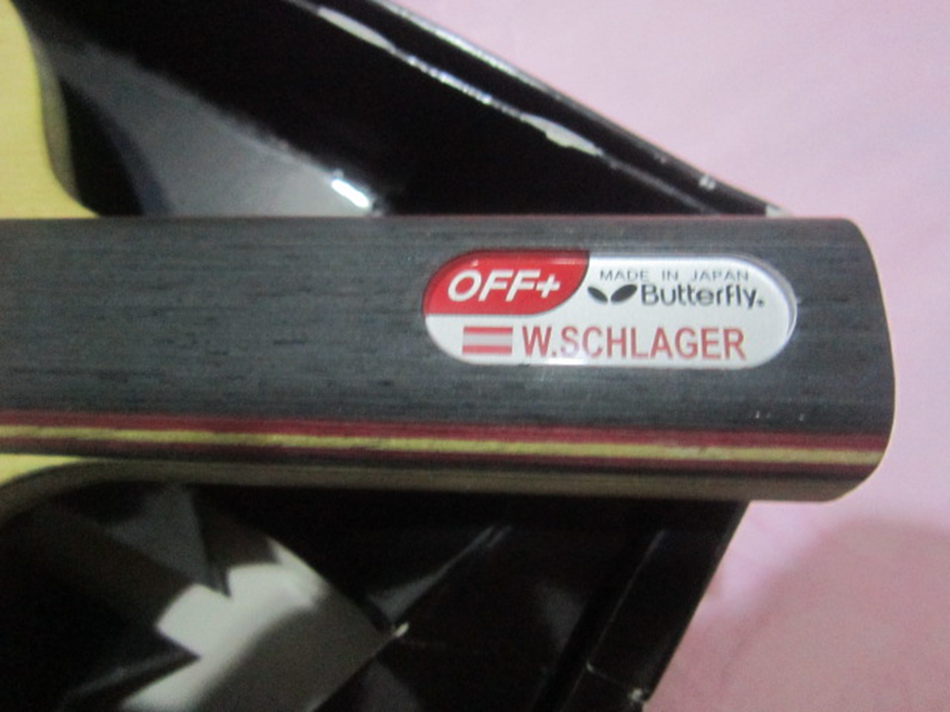 OFF+
MADE IN JAPAN
Butterfly.
W.SCHLAGER